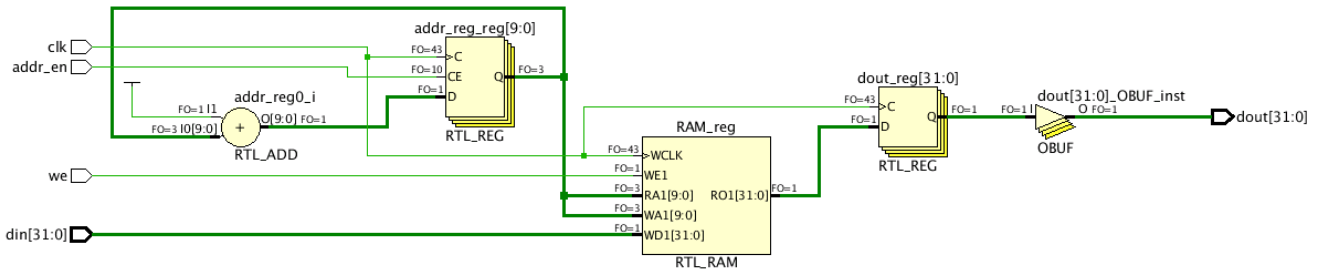 addr_reg_reg[9:0]
clk
FO=43 C
addr_en
FO=10 CE
Q FO=3
FO=1 D
RTL_REG
addr_reg0_i
FO=1 I1
+
O[9:0] FO=1
FO=3 I0[9:0]
RTL_ADD
dout_reg[31:0]
FO=43 C
Q FO=1
FO=1 D
RTL_REG
dout[31:0]_OBUF_inst
FO=1 I
O FO=1
OBUF
dout[31:0]
RAM_reg
FO=43 WCLK
we
FO=1 WE1
FO=3 RA1[9:0]
RO1[31:0] FO=1
FO=3 WA1[9:0]
din[31:0]
FO=1 WD1[31:0]
RTL_RAM